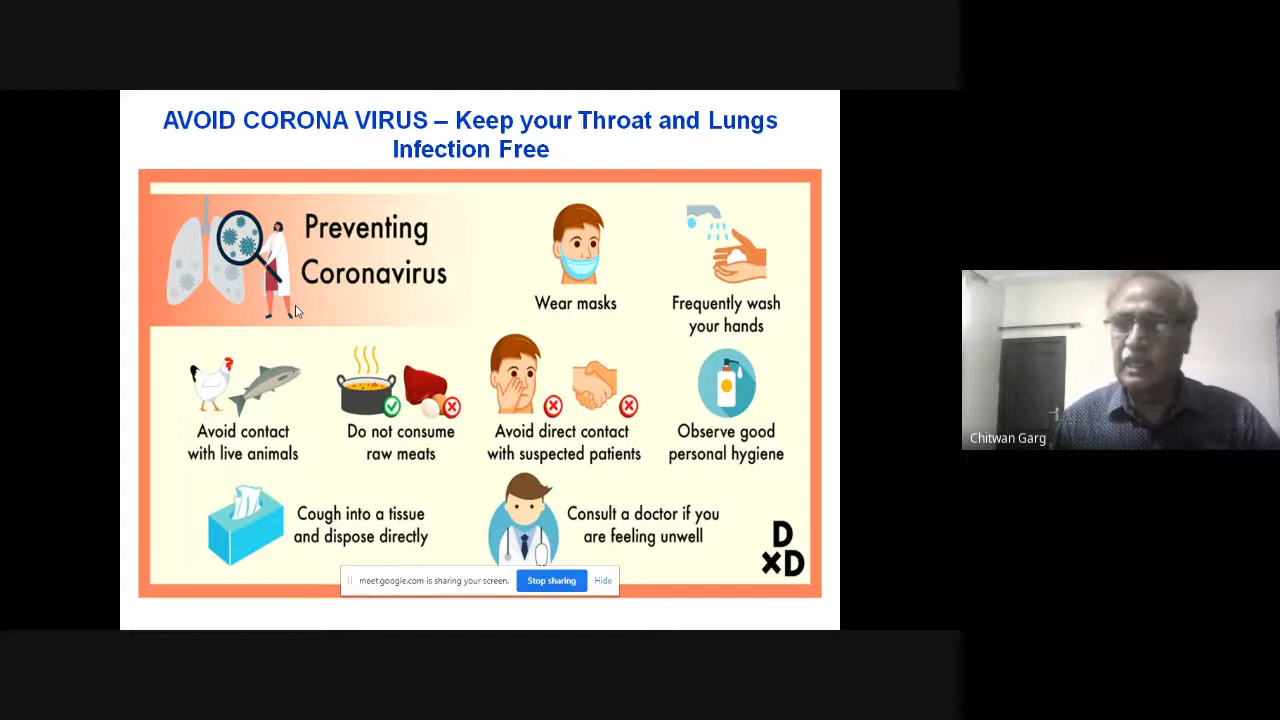 AVOID CORONA VIRUS – Keep your Throat and Lungs
Infection Free
Preventing
Coronavirus
Wear masks
Frequently wash
your hands
Avoid contact
with live animals
Do not consume
raw meats
Avoid direct contact
with suspected patients
Observe good
personal hygiene
Cough into a tissue
and dispose directly
Consult a doctor if you
are feeling unwell
D
xD
meet.google.com is sharing your screen.
Stop sharing
Hide
Chitwan Garg